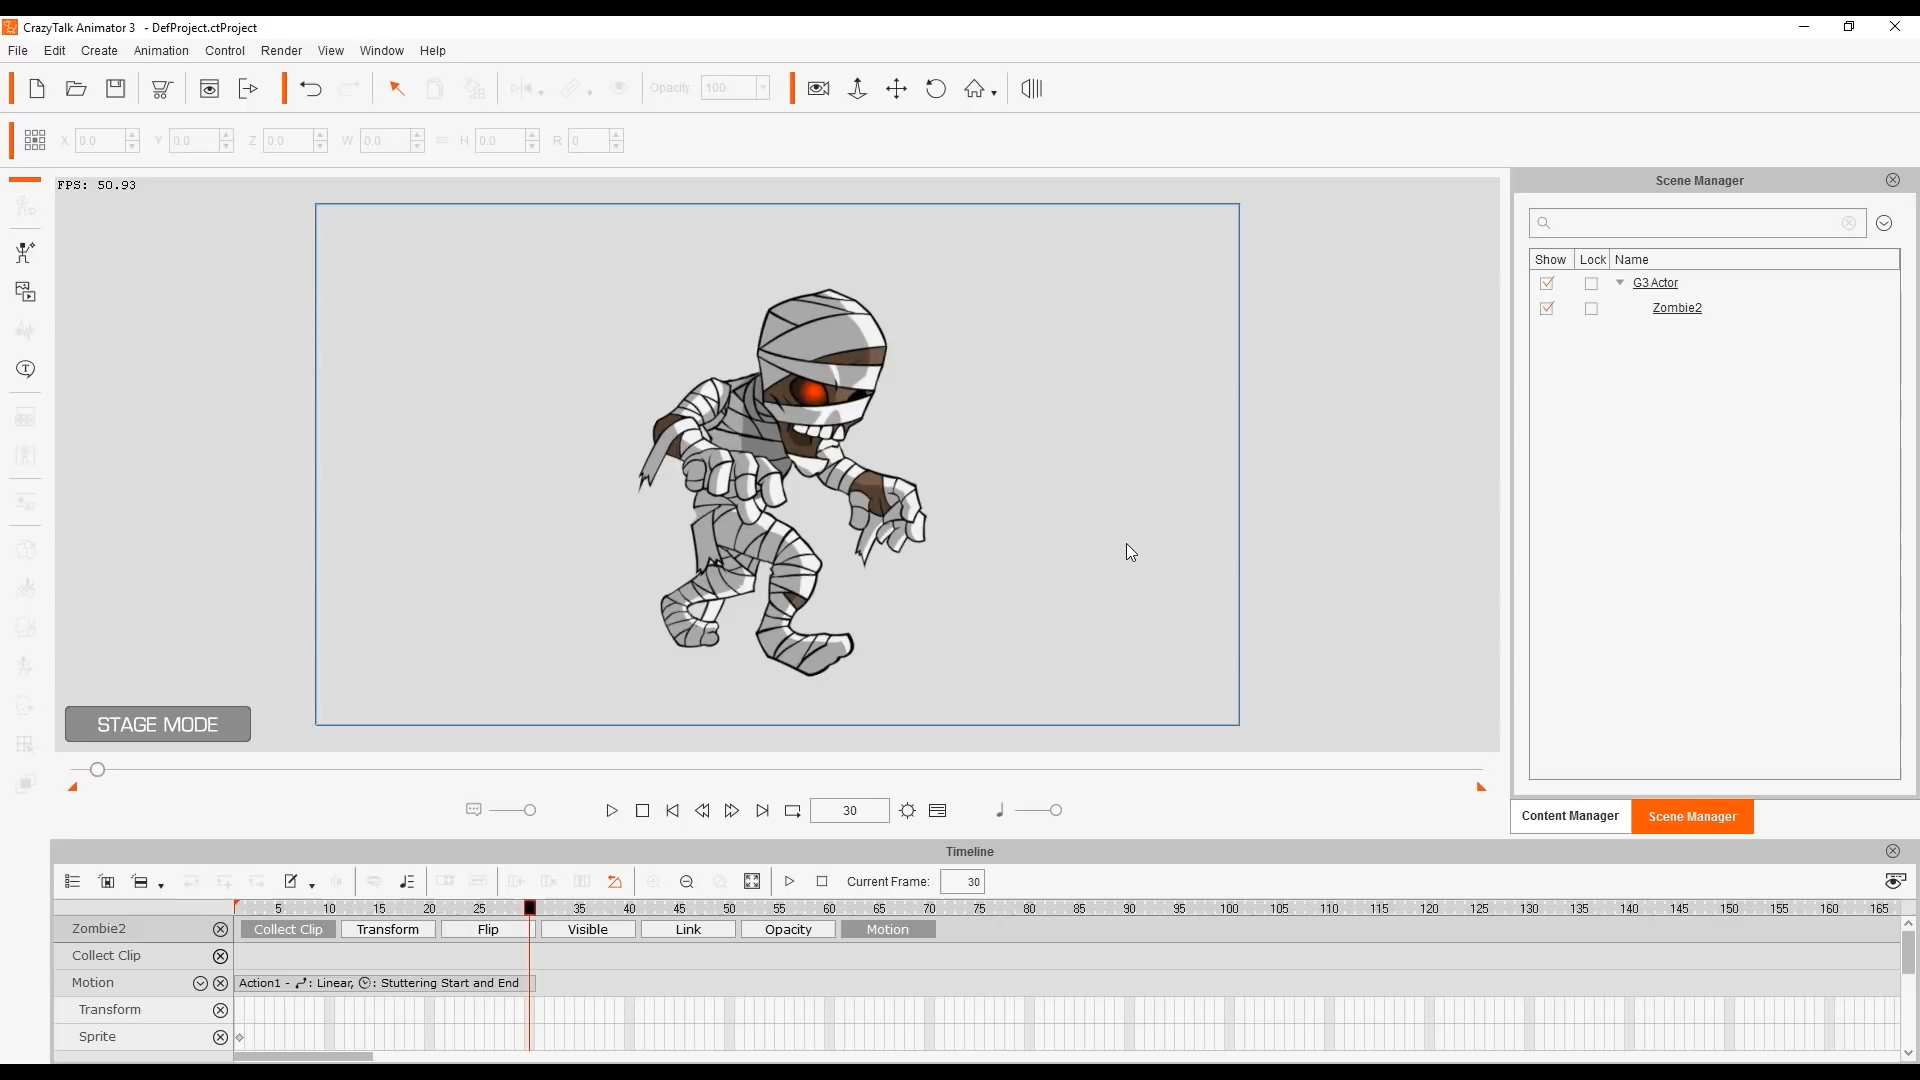 CrazyTalk Animator 3 - DefProject.ctProject
File Edit Create Animation Control Render View Window Help
Opacity 100
X 0.0 Y 0.0 Z 0.0 W 0.0 H 0.0 R 0
FPS: 50.93
Scene Manager
Show Lock Name
G3 Actor
Zombie2
STAGE MODE
30
Content Manager Scene Manager
Timeline
Current Frame: 30
5 10 15 20 25 35 40 45 50 55 60 65 70 75 80 85 90 95 100 105 110 115 120 125 130 135 140 145 150 155 160 165
Zombie2 Collect Clip Transform Flip Visible Link Opacity Motion
Collect Clip
Motion Action1 - : Linear, : Stuttering Start and End
Transform
Sprite